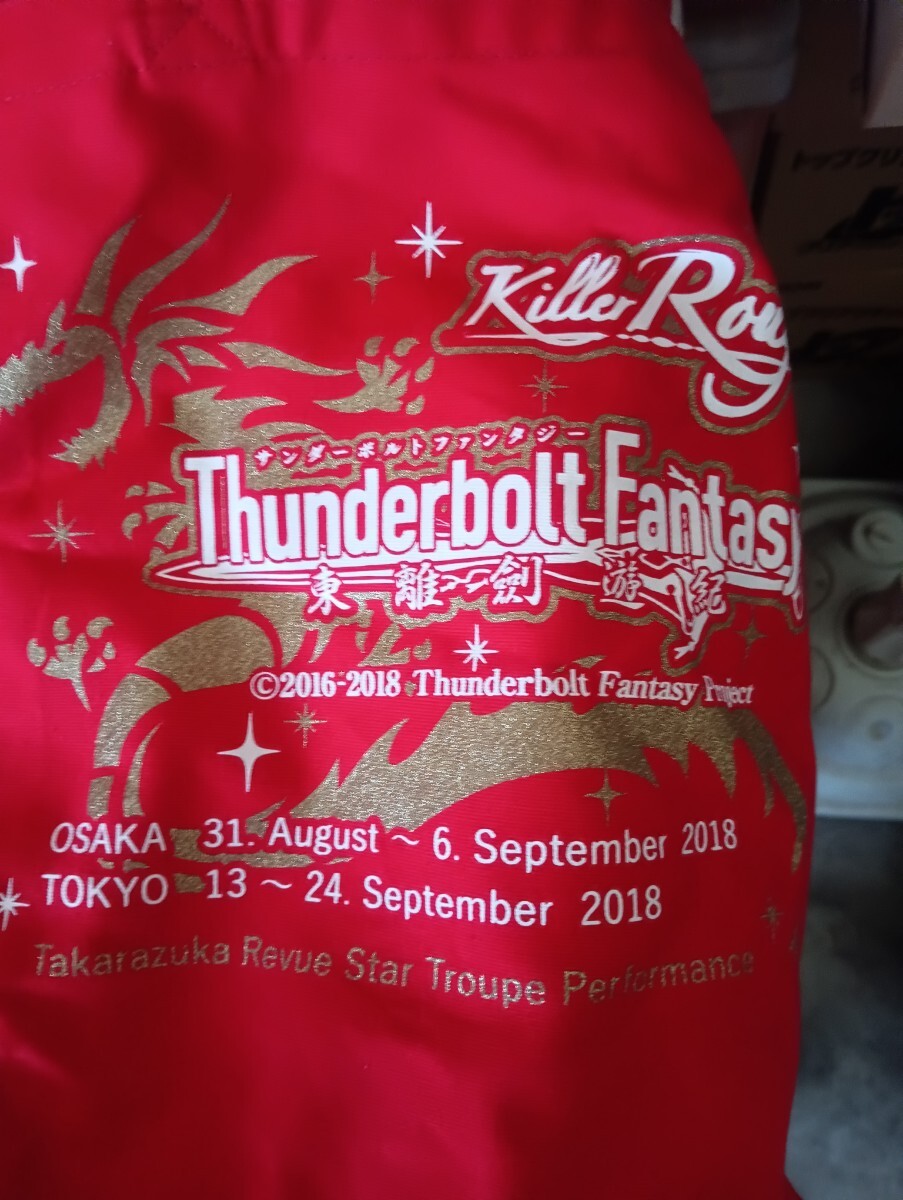 Killer Roug
サンダーボルトファンタジー
Thunderbolt Fantasy
東離劍遊紀
©2016-2018 Thunderbolt Fantasy Project
OSAKA 31. August ~ 6. September 2018
TOKYO 13 ~ 24. September 2018
Takarazuka Revue Star Troupe Performance